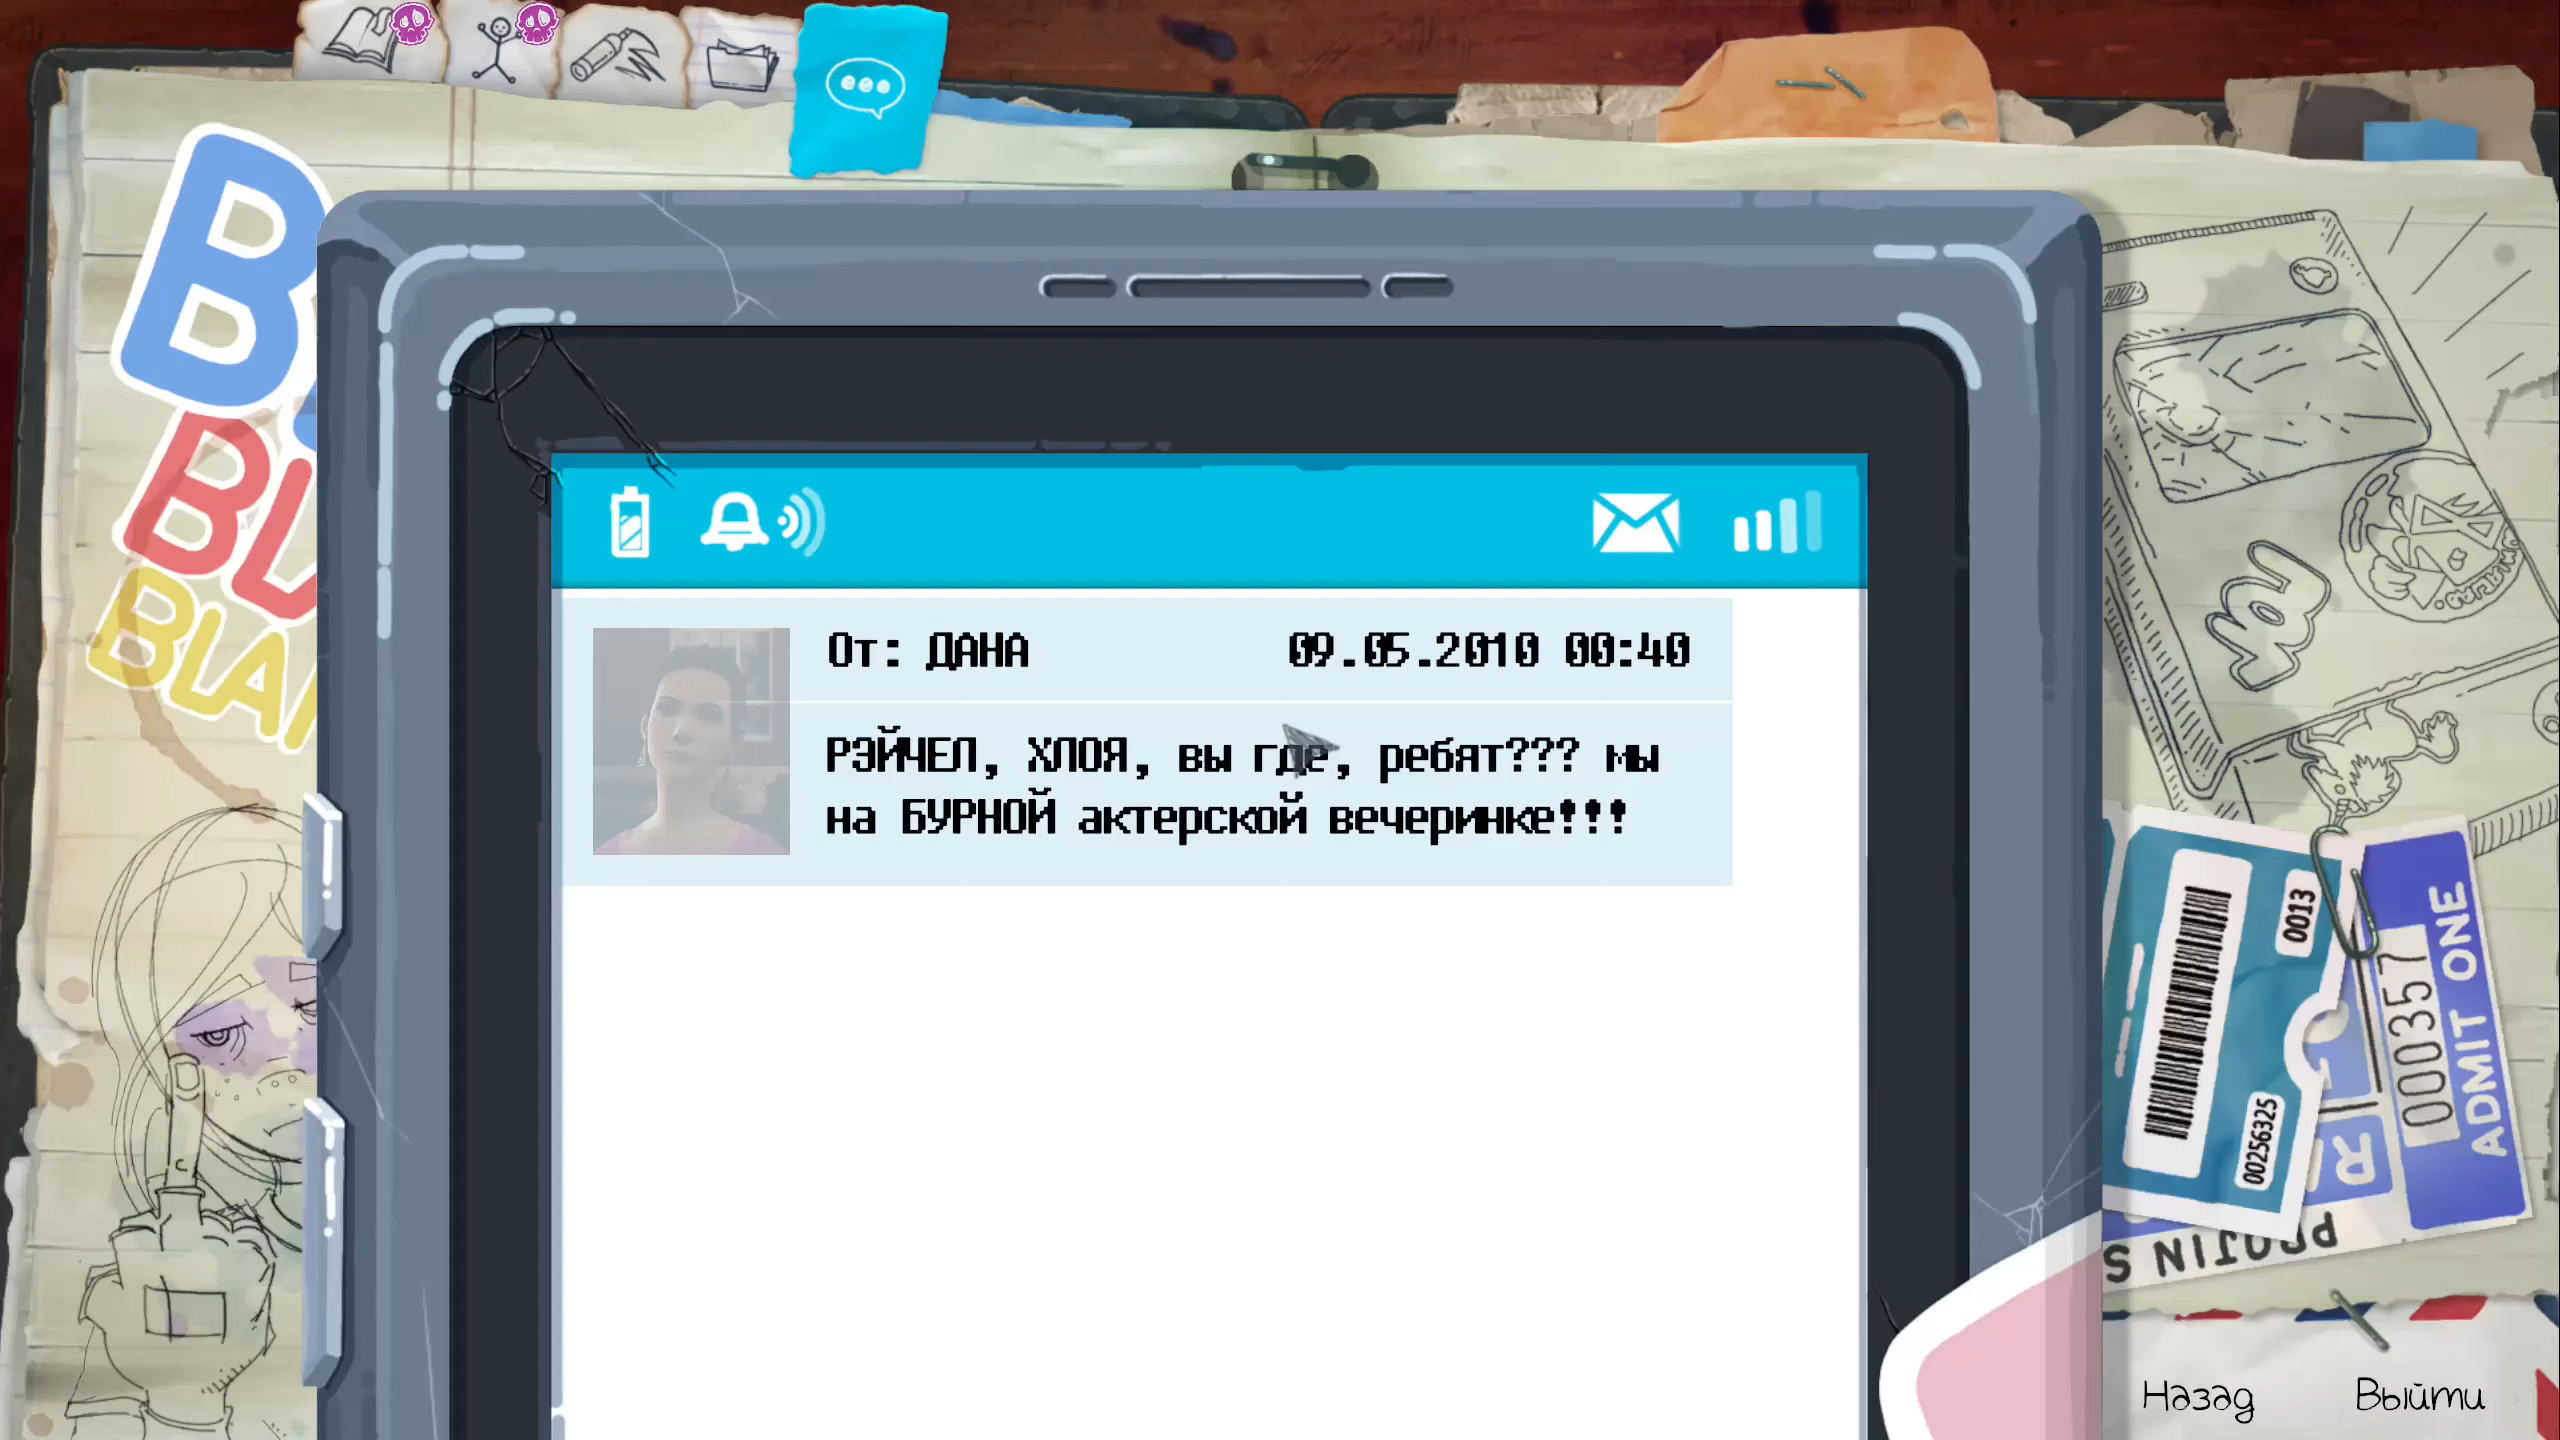 От: ДАНА 09.05.2010 00:40
РЭЙЧЕЛ, ХЛОЯ, вы где, ребят??? мы
на БУРНОЙ актерской вечеринке!!!
0013
00256325
000357
ADMIT ONE
Назад Выйти